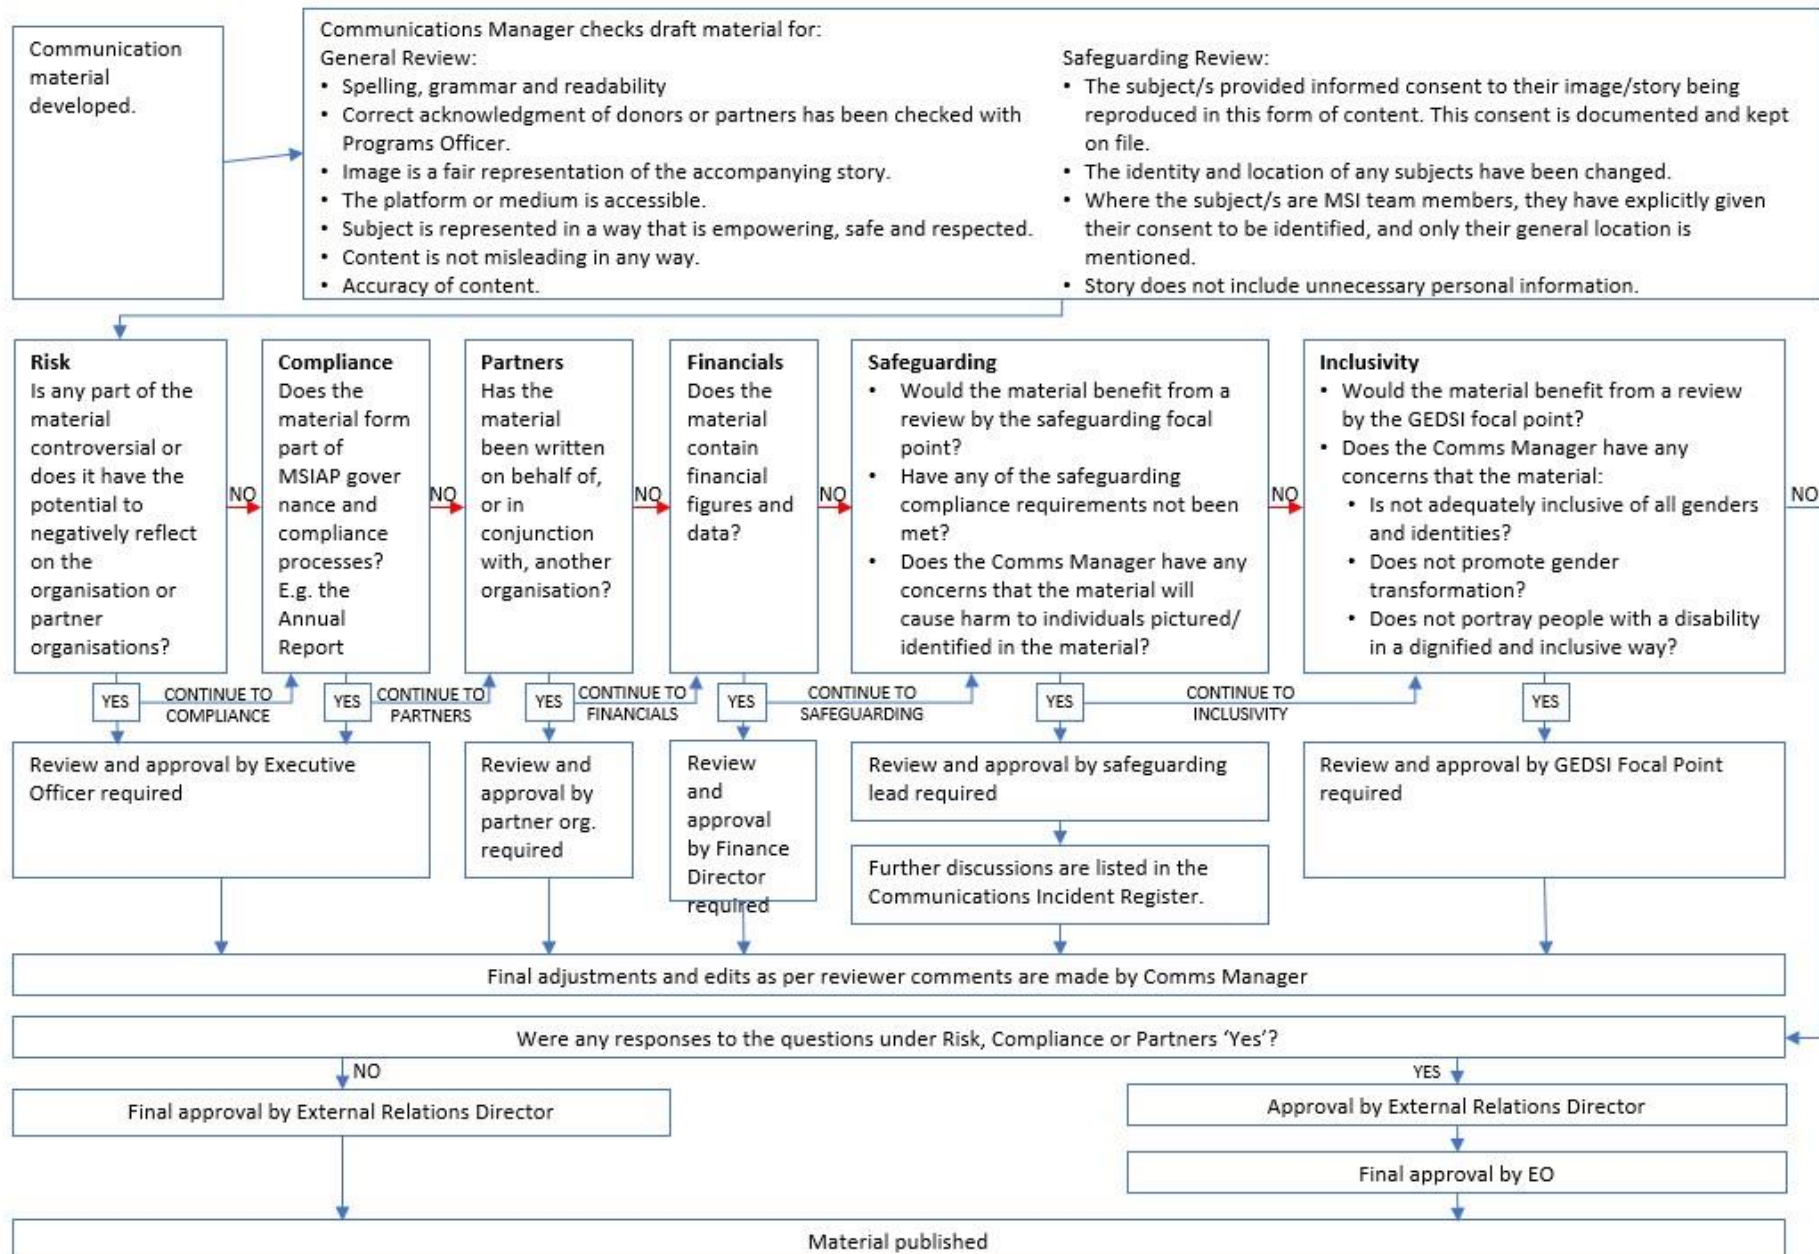 Communication
material
developed.
Communications Manager checks draft material for:
General Review:
• Spelling, grammar and readability
• Correct acknowledgment of donors or partners has been checked with
Programs Officer.
• Image is a fair representation of the accompanying story.
• The platform or medium is accessible.
• Subject is represented in a way that is empowering, safe and respected.
• Content is not misleading in any way.
• Accuracy of content.
Safeguarding Review:
• The subject/s provided informed consent to their image/story being
reproduced in this form of content. This consent is documented and kept
on file.
• The identity and location of any subjects have been changed.
• Where the subject/s are MSI team members, they have explicitly given
their consent to be identified, and only their general location is
mentioned.
• Story does not include unnecessary personal information.
Risk
Is any part of the
material
controversial or
does it have the
potential to
negatively reflect
on the
organisation or
partner
organisations?
NO
Compliance
Does the
material form
part of
MSIAP gover
nance and
compliance
processes?
E.g. the
Annual
Report
NO
Partners
Has the
material
been written
on behalf of,
or in
conjunction
with, another
organisation?
NO
Financials
Does the
material
contain
financial
figures and
data?
NO
Safeguarding
• Would the material benefit from a
review by the safeguarding focal
point?
• Have any of the safeguarding
compliance requirements not been
met?
• Does the Comms Manager have any
concerns that the material will
cause harm to individuals pictured/
identified in the material?
NO
Inclusivity
• Would the material benefit from a review
by the GEDSI focal point?
• Does the Comms Manager have any
concerns that the material:
• Is not adequately inclusive of all genders
and identities?
• Does not promote gender
transformation?
• Does not portray people with a disability
in a dignified and inclusive way?
NO
YES
CONTINUE TO
COMPLIANCE
YES
CONTINUE TO
PARTNERS
YES
CONTINUE TO
FINANCIALS
YES
CONTINUE TO
SAFEGUARDING
YES
CONTINUE TO
INCLUSIVITY
YES
Review and approval by Executive
Officer required
Review and
approval by
partner org.
required
Review
and
approval
by Finance
Director
required
Review and approval by safeguarding
lead required
Further discussions are listed in the
Communications Incident Register.
Review and approval by GEDSI Focal Point
required
Final adjustments and edits as per reviewer comments are made by Comms Manager
Were any responses to the questions under Risk, Compliance or Partners ‘Yes’?
NO
YES
Final approval by External Relations Director
Approval by External Relations Director
Final approval by EO
Material published